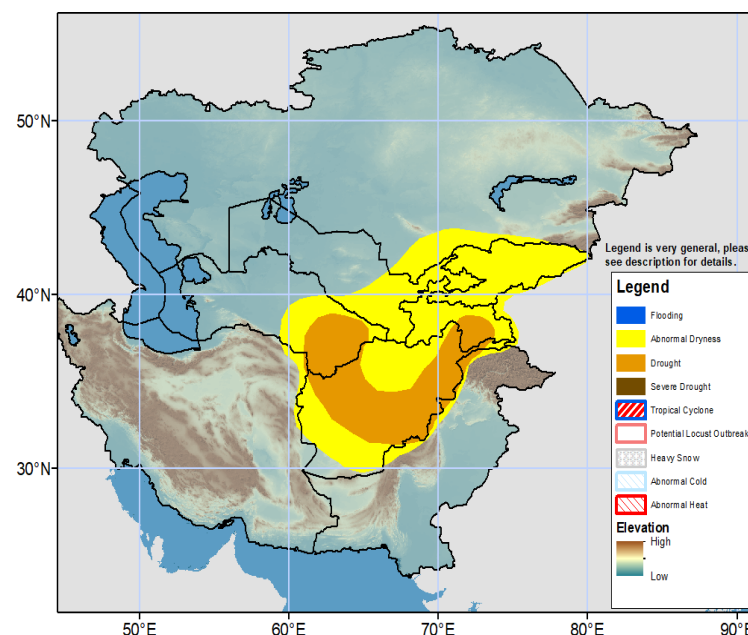 50°N
40°N
30°N
50°E
60°E
70°E
80°E
90°E
Legend is very general, pleas
see description for details.
Legend
Flooding
Abnormal Dryness
Drought
Severe Drought
Tropical Cyclone
Potential Locust Outbreak
Heavy Snow
Abnormal Cold
Abnormal Heat
Elevation
High
Low